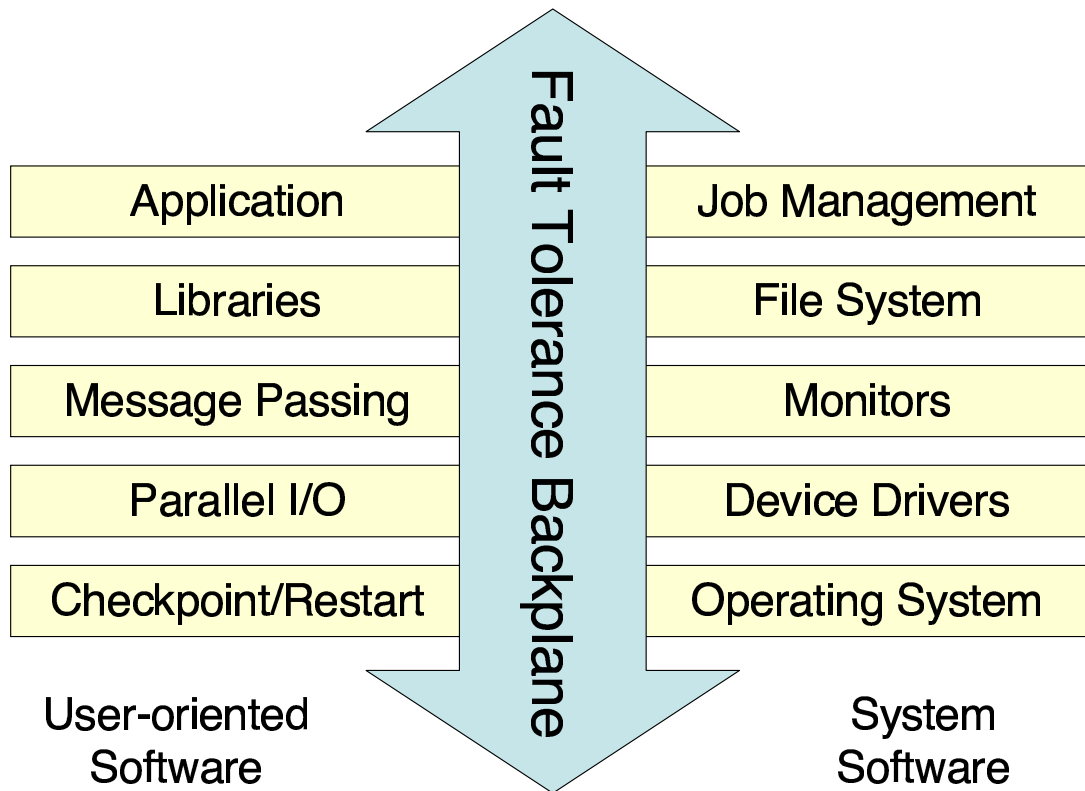 Fault Tolerance Backplane
Application
Libraries
Message Passing
Parallel I/O
Checkpoint/Restart
User-oriented
Software
Job Management
File System
Monitors
Device Drivers
Operating System
System
Software